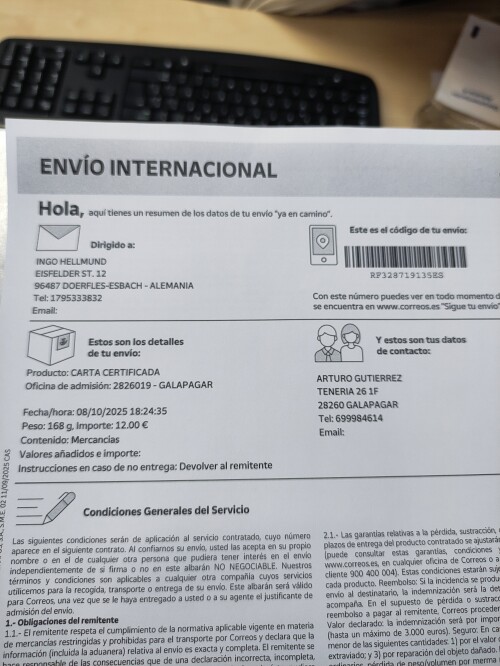 ENVÍO INTERNACIONAL
Hola, aquí tienes un resumen de los datos de tu envío "ya en camino".
Dirigido a:
INGO HELLMUND
EISFELDER ST. 12
96487 DOERFLES-ESBACH - ALEMANIA
Tel: 1795333832
Email:
Este es el código de tu envío:
RF328719135ES
Con este número puedes ver en todo momento d
se encuentra en www.correos.es "Sigue tu envío"
Estos son los detalles
de tu envío:
Producto: CARTA CERTIFICADA
Oficina de admisión: 2826019 - GALAPAGAR
Fecha/hora: 08/10/2025 18:24:35
Peso: 168 g, Importe: 12.00 €
Contenido: Mercancias
Valores añadidos e importe:
Instrucciones en caso de no entrega: Devolver al remitente
Y estos son tus datos
de contacto:
ARTURO GUTIERREZ
TENERIA 26 1F
28260 GALAPAGAR
Tel: 699984614
Email:
Condiciones Generales del Servicio
Las siguientes condiciones serán de aplicación al servicio contratado, cuyo número
aparece en el siguiente contrato. Al confiarnos su envío, usted las acepta en su propio
nombre o en el de cualquier otra persona que pudiera tener interés en el envío
independientemente de si firma o no en este albarán NO NEGOCIABLE. Nuestros
términos y condiciones son aplicables a cualquier otra compañía cuyos servicios
utilicemos para la recogida, transporte o entrega de su envío. Este albarán será válido
para Correos, una vez que se le haya entregado a usted o a su agente el justificante de
admisión del envío.
1.- Obligaciones del remitente
1.1- El remitente respeta el cumplimiento de la normativa aplicable vigente en materia
de mercancías restringidas y prohibidas para el transporte por Correos y declara que la
información (incluida la aduanera) relativa al envío es exacta y completa. El remitente se
hace responsable de las consecuencias de una declaración incorrecta, incompleta,
2.1.- Las garantías relativas a la pérdida, sustracción,
plazos de entrega del producto contratado se ajustará
(puede consultar estas garantías, condiciones
www.correos.es, en cualquier oficina de Correos o a
cliente 900 400 004). Estas condiciones estarán suj
cada producto. Reembolso: Si la incidencia se produ
envío al destinatario, la indemnización será la de
acompaña. En el supuesto de pérdida o sustrac
reembolso a pagar al remitente, Correos proceder
Valor declarado: la indemnización será por import
(hasta un máximo de 3.000 euros). Seguro: En ca
menor de las siguientes cantidades: 1) por el valor
extraviado; y 3) por reparación del objeto dañado